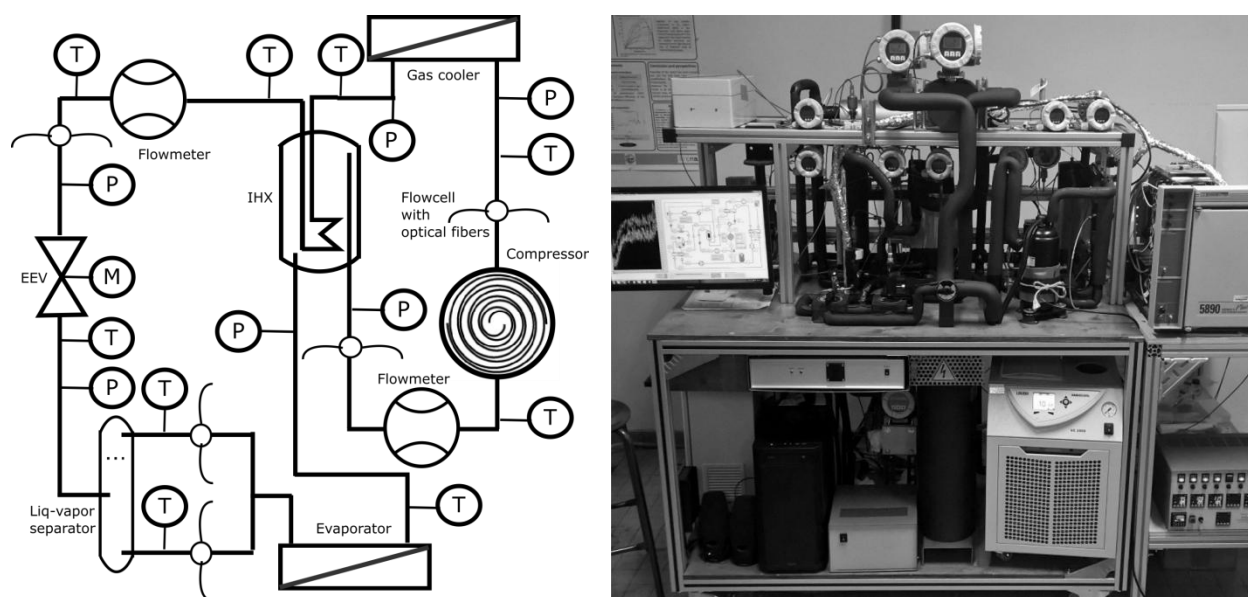 T
T
T
Gas cooler
P
Flowmeter
P
T
P
IHX
Flowcell
with
optical fibers
Compressor
EEV
M
P
P
T
Flowmeter
P
T
T
...
T
Liq-vapor
separator
T
Evaporator
5890